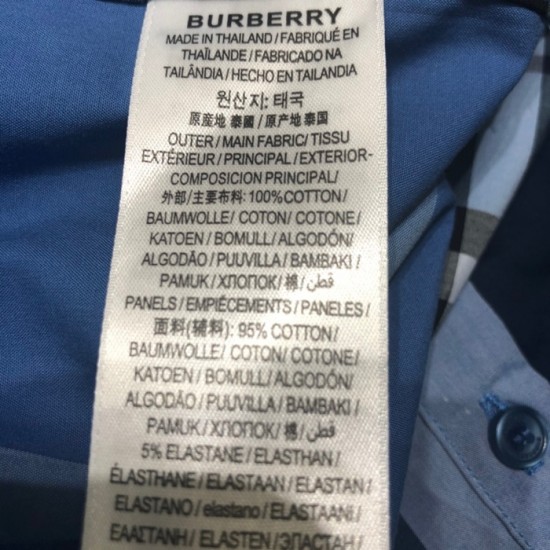 BURBERRY
MADE IN THAILAND / FABRIQUÉ EN
THAÏLANDE / FABRICADO NA
TAILÂNDIA / HECHO EN TAILANDIA
원산지: 태국
原産地 泰國 / 原产地 泰国
OUTER / MAIN FABRIC/ TISSU
EXTÉRIEUR / PRINCIPAL / EXTERIOR-
COMPOSICION PRINCIPAL/
外部/主要布料: 100% COTTON/
BAUMWOLLE/ COTON/ COTONE/
KATOEN / BOMULL/ ALGODÓN/
ALGODÃO / PUUVILLA / BAMBAKI /
PAMUK / ХЛОПОК/ 棉/ قطن/
PANELS / EMPIÈCEMENTS / PANELES /
面料(辅料): 95% COTTON /
BAUMWOLLE/ COTON/ COTONE/
KATOEN / BOMULL/ ALGODÓN/
ALGODÃO / PUUVILLA / BAMBAKI /
PAMUK / ХЛОПОК/ 棉/ قطن/
5% ELASTANE / ELASTHAN /
ÉLASTHANE / ELASTAAN / ELASTAN /
ELASTANO / elastano / ELASTAANI /
ΕΛΑΣΤΑΝΗ / ELASTEN / ЭЛАСТАН /